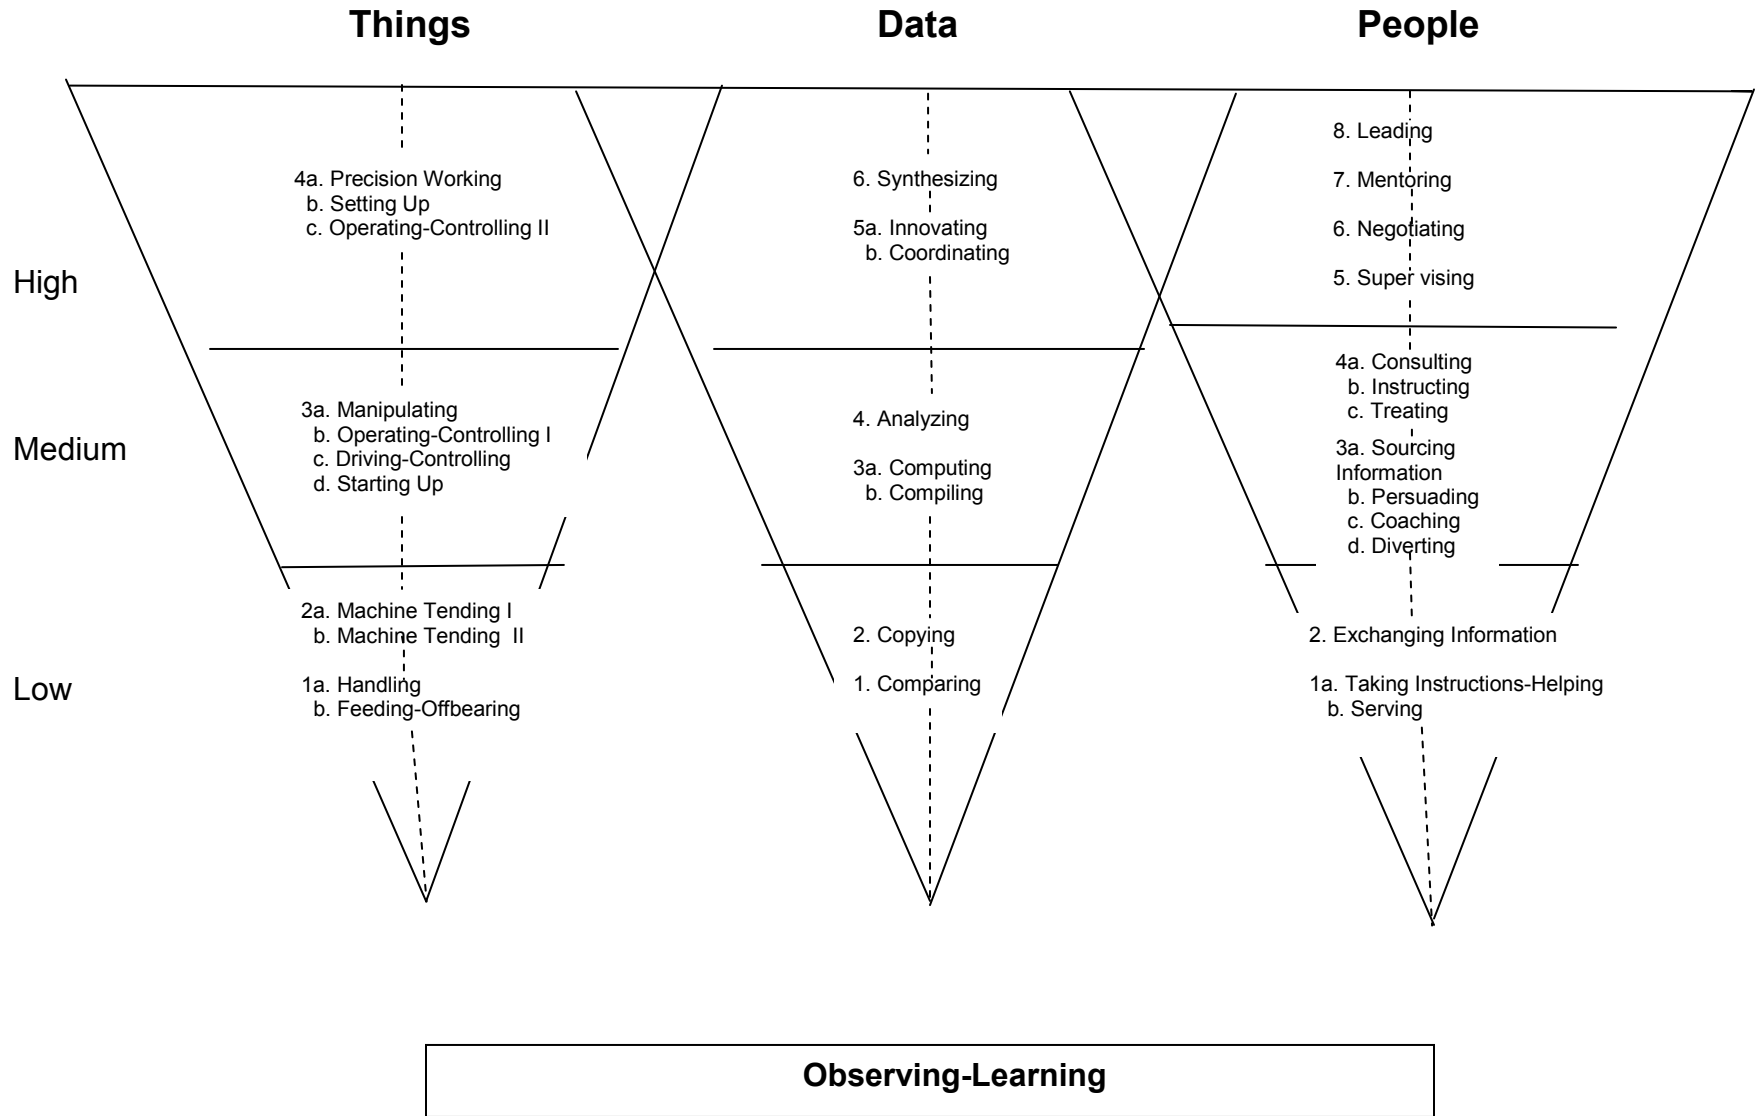 Things
Data
People
High
Medium
Low
4a. Precision Working
b. Setting Up
c. Operating-Controlling II
3a. Manipulating
b. Operating-Controlling I
c. Driving-Controlling
d. Starting Up
2a. Machine Tending I
b. Machine Tending II
1a. Handling
b. Feeding-Offbearing
6. Synthesizing
5a. Innovating
b. Coordinating
4. Analyzing
3a. Computing
b. Compiling
2. Copying
1. Comparing
8. Leading
7. Mentoring
6. Negotiating
5. Super vising
4a. Consulting
b. Instructing
c. Treating
3a. Sourcing
Information
b. Persuading
c. Coaching
d. Diverting
2. Exchanging Information
1a. Taking Instructions-Helping
b. Serving
Observing-Learning